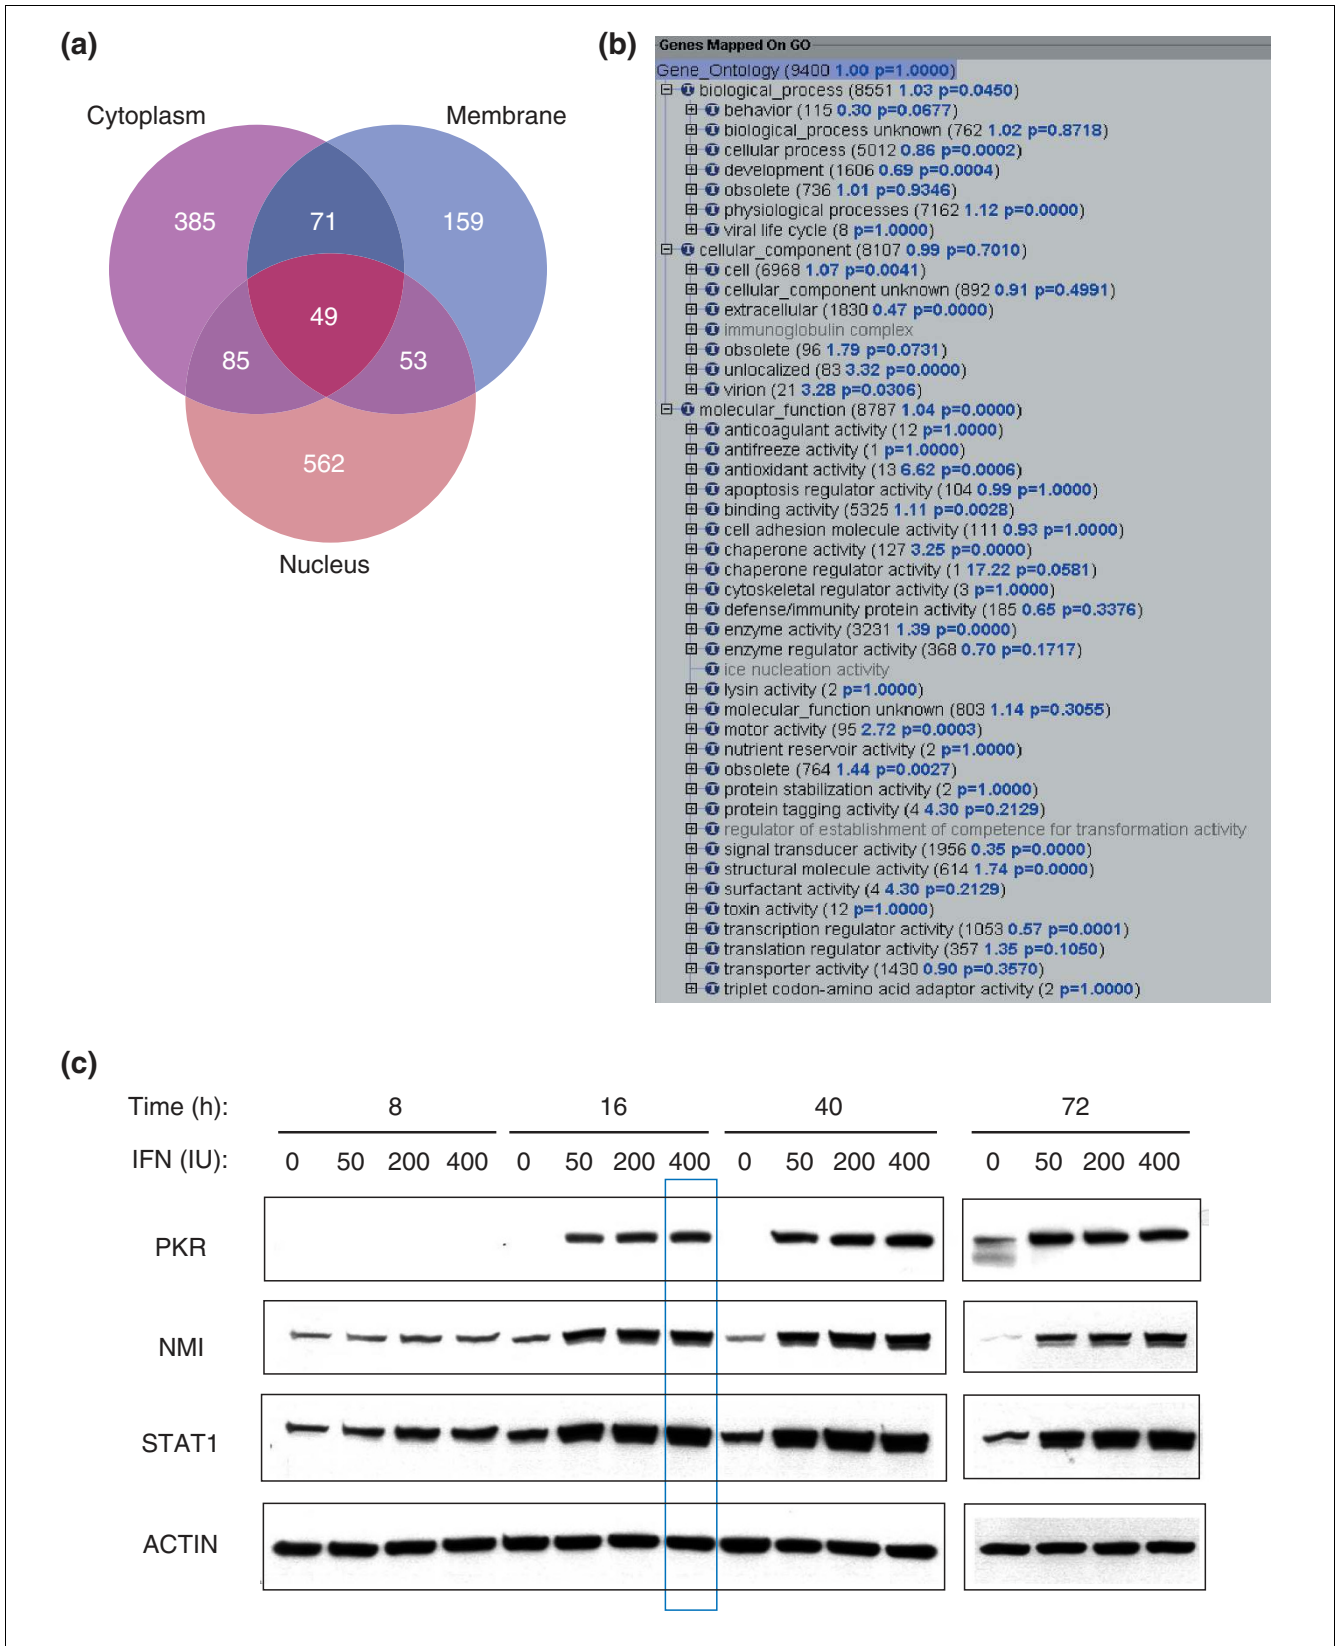 (a)
Cytoplasm
Membrane
385
71
159
49
85
53
562
Nucleus
(b)
Genes Mapped On GO
Gene_Ontology (9400 1.00 p=1.0000)
biological_process (8551 1.03 p=0.0450)
behavior (115 0.30 p=0.0677)
biological_process unknown (762 1.02 p=0.8718)
cellular process (5012 0.86 p=0.0002)
development (1606 0.69 p=0.0004)
obsolete (736 1.01 p=0.9346)
physiological processes (7162 1.12 p=0.0000)
viral life cycle (8 p=1.0000)
cellular_component (8107 0.99 p=0.7010)
cell (6968 1.07 p=0.0041)
cellular_component unknown (892 0.91 p=0.4991)
extracellular (1830 0.47 p=0.0000)
immunoglobulin complex
obsolete (96 1.79 p=0.0731)
unlocalized (83 3.32 p=0.0000)
virion (21 3.28 p=0.0306)
molecular_function (8787 1.04 p=0.0000)
anticoagulant activity (12 p=1.0000)
antifreeze activity (1 p=1.0000)
antioxidant activity (13 6.62 p=0.0006)
apoptosis regulator activity (104 0.99 p=1.0000)
binding activity (5325 1.11 p=0.0028)
cell adhesion molecule activity (111 0.93 p=1.0000)
chaperone activity (127 3.25 p=0.0000)
chaperone regulator activity (1 17.22 p=0.0581)
cytoskeletal regulator activity (3 p=1.0000)
defense/immunity protein activity (185 0.65 p=0.3376)
enzyme activity (3231 1.39 p=0.0000)
enzyme regulator activity (368 0.70 p=0.1717)
ice nucleation activity
lysin activity (2 p=1.0000)
molecular_function unknown (803 1.14 p=0.3055)
motor activity (95 2.72 p=0.0003)
nutrient reservoir activity (2 p=1.0000)
obsolete (764 1.44 p=0.0027)
protein stabilization activity (2 p=1.0000)
protein tagging activity (4 4.30 p=0.2129)
regulator of establishment of competence for transformation activity
signal transducer activity (1956 0.35 p=0.0000)
structural molecule activity (614 1.74 p=0.0000)
surfactant activity (4 4.30 p=0.2129)
toxin activity (12 p=1.0000)
transcription regulator activity (1053 0.57 p=0.0001)
translation regulator activity (357 1.35 p=0.1050)
transporter activity (1430 0.90 p=0.3570)
triplet codon-amino acid adaptor activity (2 p=1.0000)
(c)
Time (h): 8 16 40 72
IFN (IU): 0 50 200 400 0 50 200 400 0 50 200 400 0 50 200 400
PKR
NMI
STAT1
ACTIN